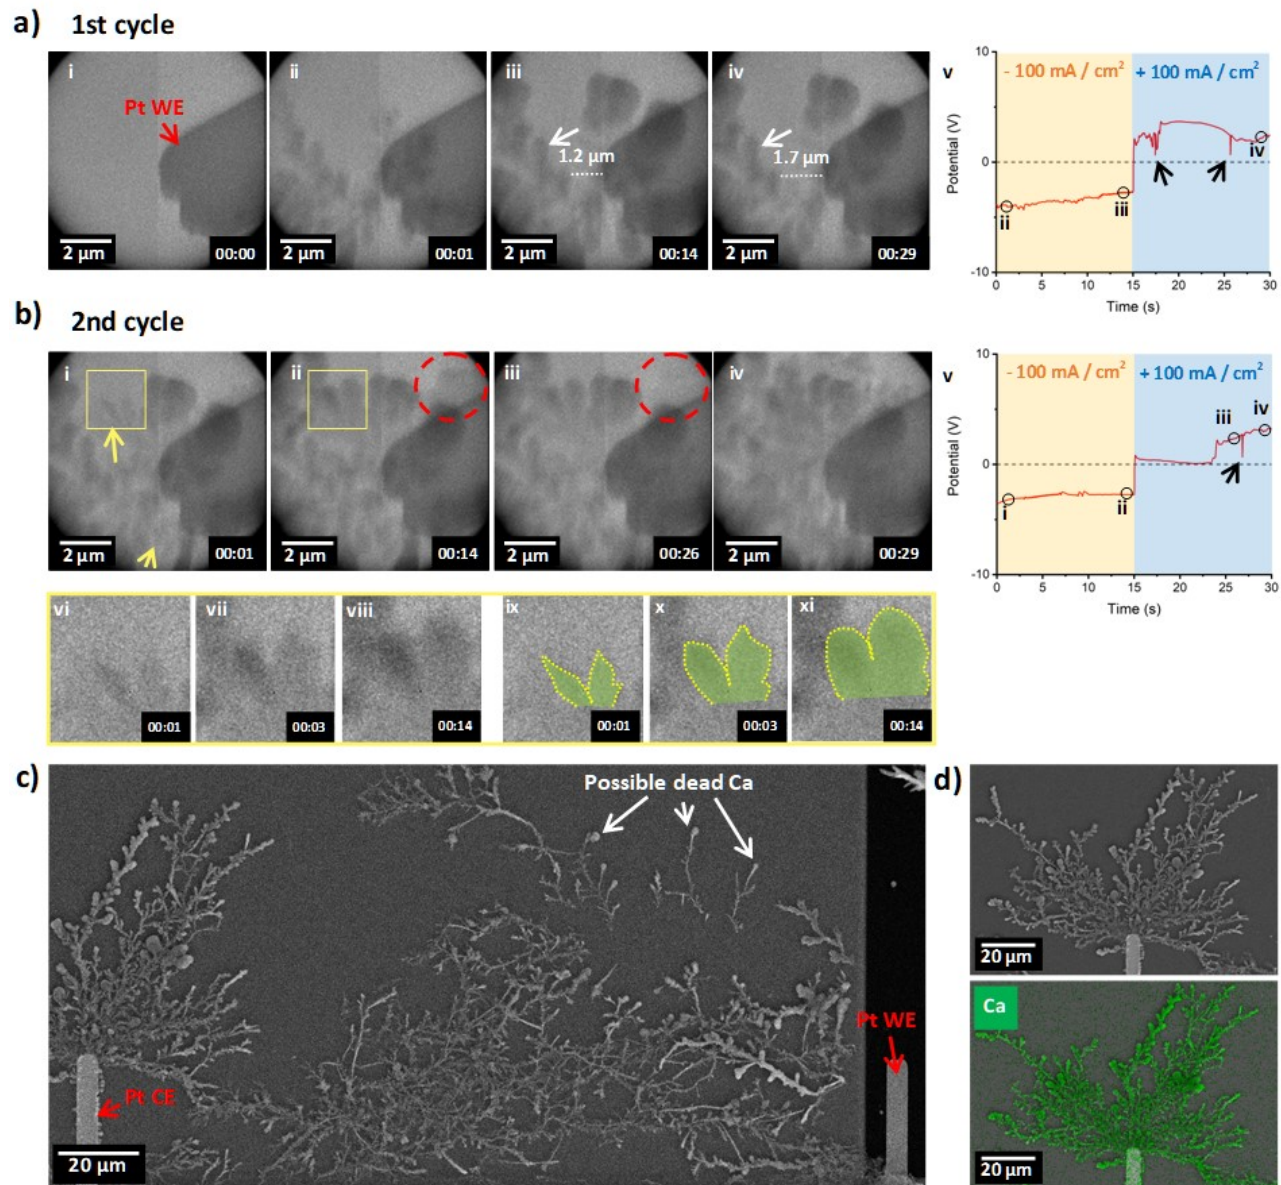 a) 1st cycle
i
Pt WE
2 µm
00:00
ii
2 µm
00:01
iii
1.2 µm
2 µm
00:14
iv
1.7 µm
2 µm
00:29
v
- 100 mA / cm²
+ 100 mA / cm²
10
0
-10
Potential (V)
ii
iii
iv
0 5 10 15 20 25 30
Time (s)
b) 2nd cycle
i
2 µm
00:01
ii
2 µm
00:14
iii
2 µm
00:26
iv
2 µm
00:29
v
- 100 mA / cm²
+ 100 mA / cm²
10
0
-10
Potential (V)
i
ii
iii
iv
0 5 10 15 20 25 30
Time (s)
vi
00:01
vii
00:03
viii
00:14
ix
00:01
x
00:03
xi
00:14
c)
Possible dead Ca
Pt CE
Pt WE
20 µm
d)
20 µm
Ca
20 µm